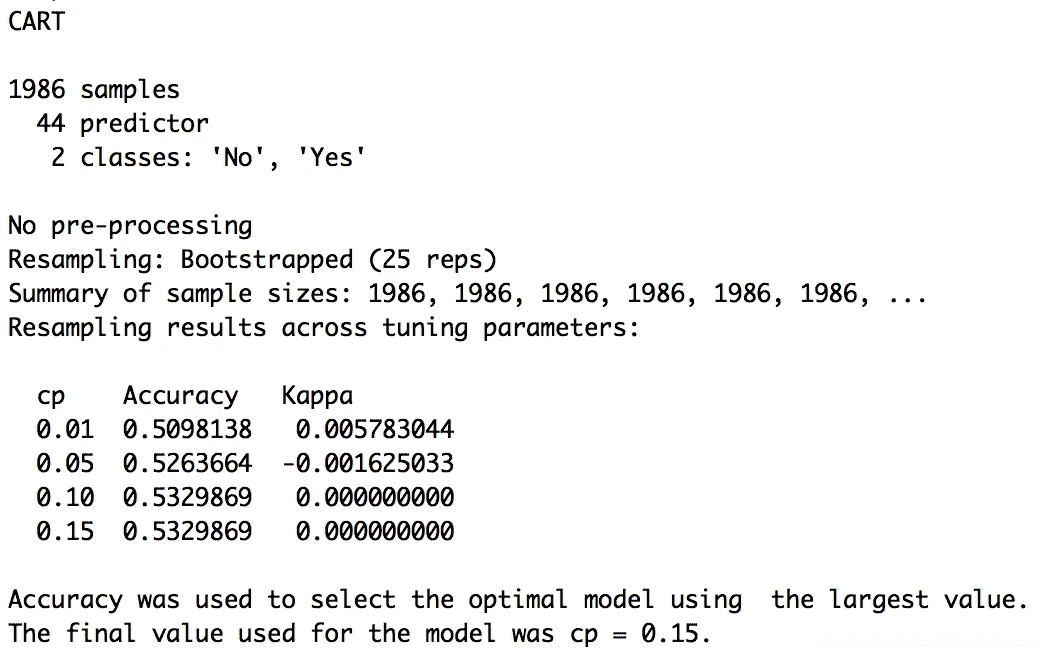 CART
1986 samples
44 predictor
2 classes: 'No', 'Yes'
No pre-processing
Resampling: Bootstrapped (25 reps)
Summary of sample sizes: 1986, 1986, 1986, 1986, 1986, 1986, ...
Resampling results across tuning parameters:
cp Accuracy Kappa
0.01 0.5098138 0.005783044
0.05 0.5263664 -0.001625033
0.10 0.5329869 0.000000000
0.15 0.5329869 0.000000000
Accuracy was used to select the optimal model using the largest value.
The final value used for the model was cp = 0.15.